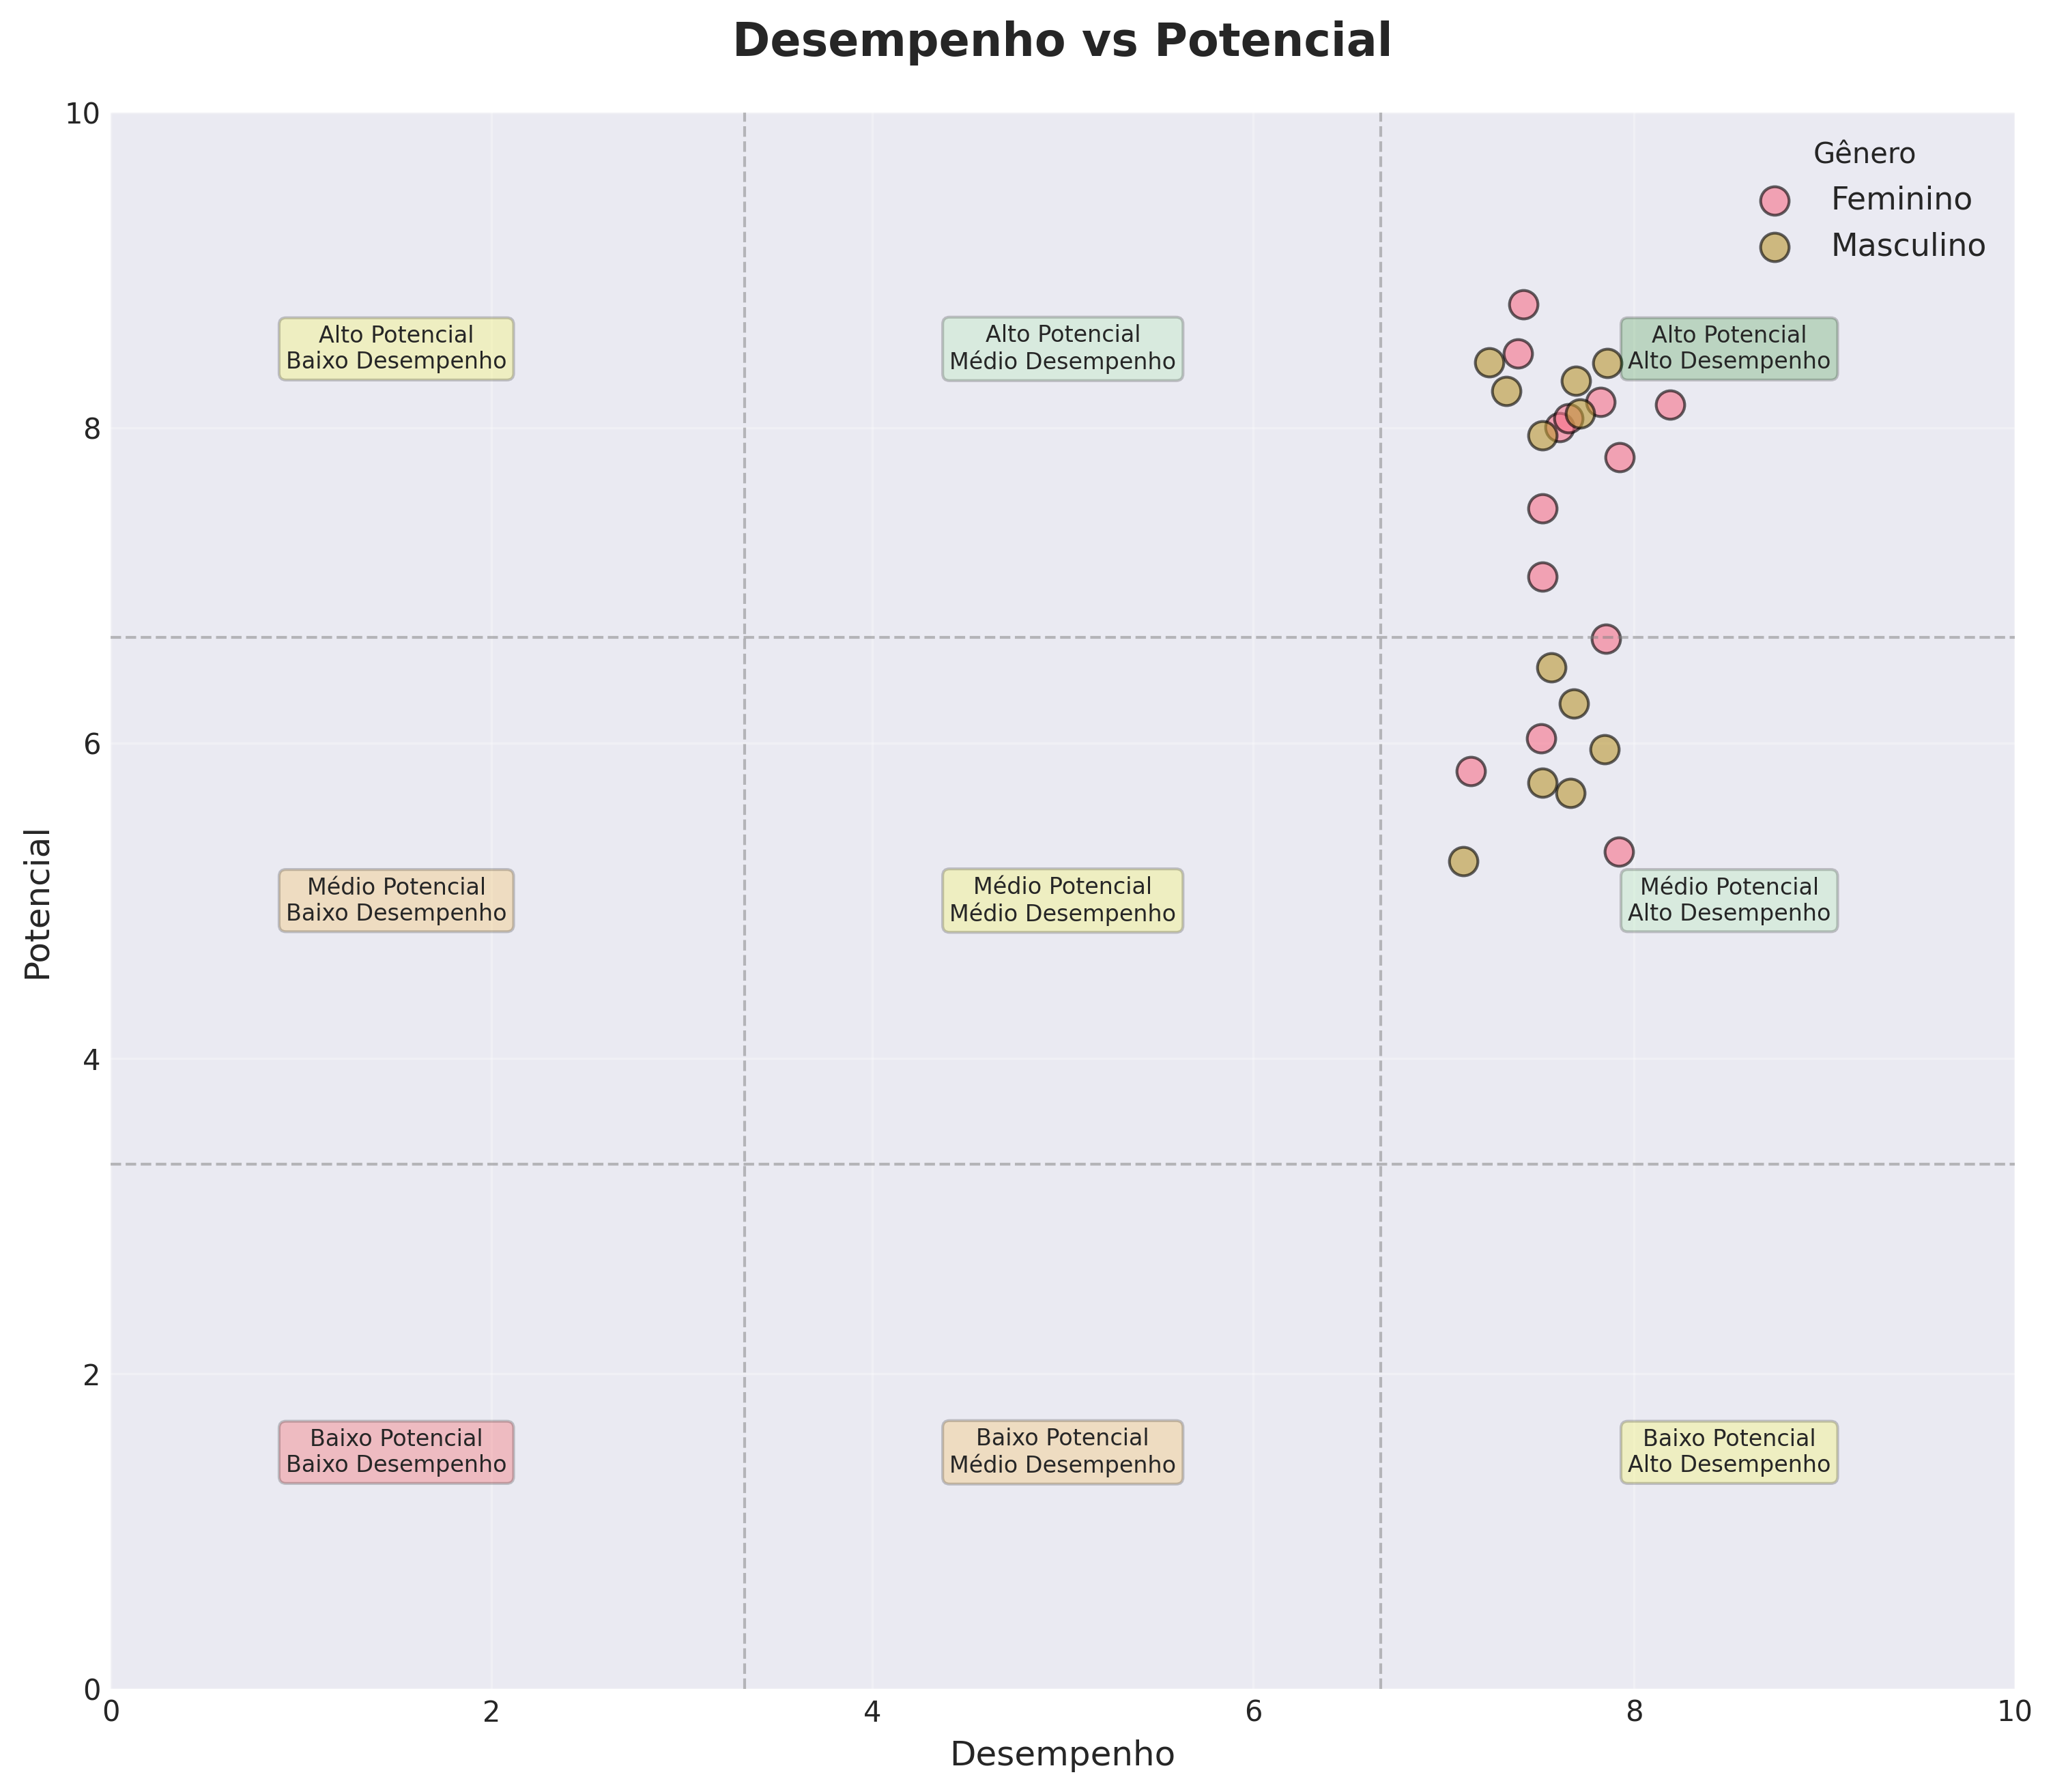 Desempenho vs Potencial
10
8
6
4
2
0
Potencial
Gênero
Feminino
Masculino
Alto Potencial
Baixo Desempenho
Alto Potencial
Médio Desempenho
Alto Potencial
Alto Desempenho
Médio Potencial
Baixo Desempenho
Médio Potencial
Médio Desempenho
Médio Potencial
Alto Desempenho
Baixo Potencial
Baixo Desempenho
Baixo Potencial
Médio Desempenho
Baixo Potencial
Alto Desempenho
0 2 4 6 8 10
Desempenho